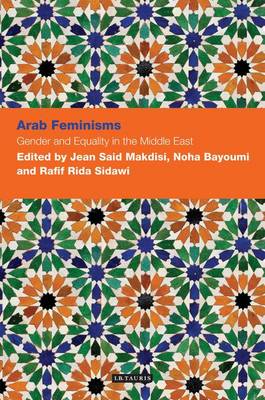 Arab Feminisms
Gender and Equality in the Middle East
Edited by Jean Said Makdisi, Noha Bayoumi
and Rafif Rida Sidawi
I.B.TAURIS